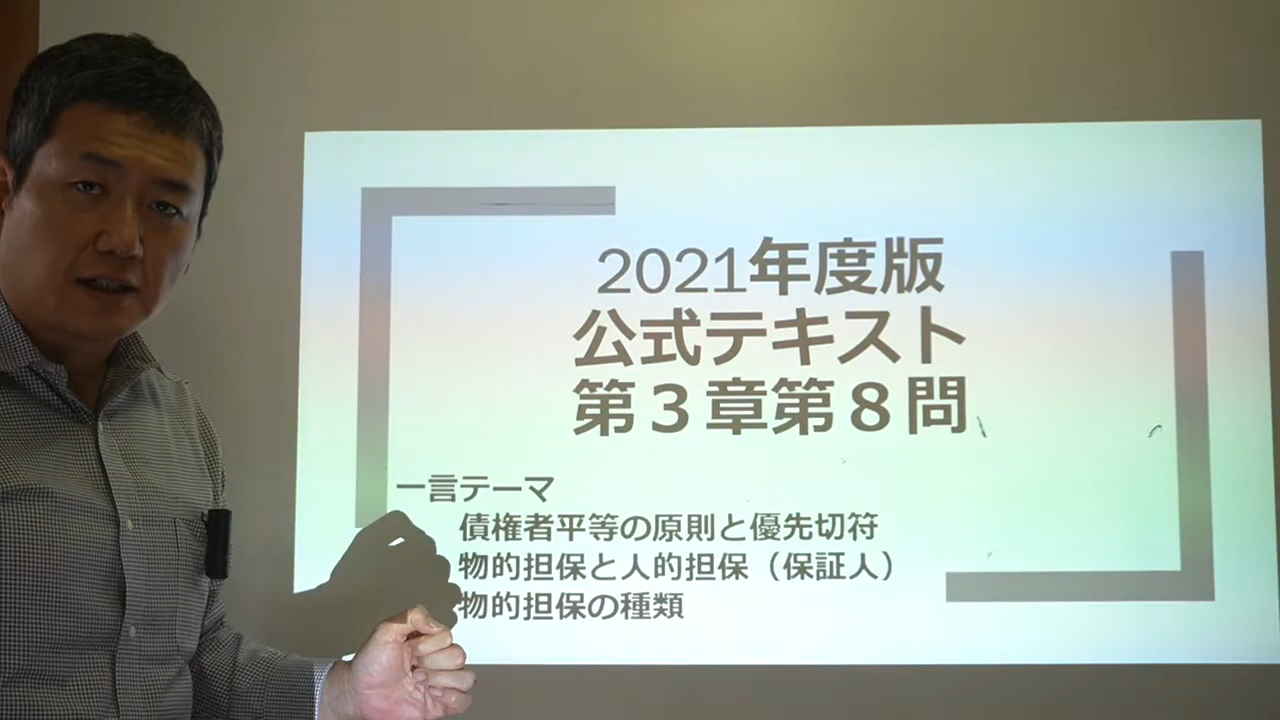 2021年度版
公式テキスト
第３章第８問
一言テーマ
債権者平等の原則と優先切符
物的担保と人的担保（保証人）
物的担保の種類